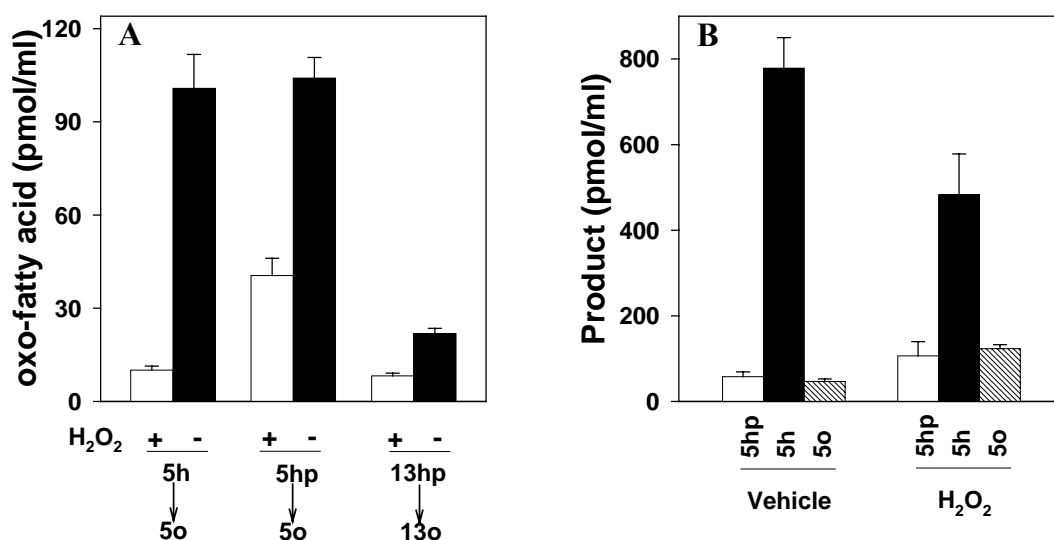 A
oxo-fatty acid (pmol/ml)
120
90
60
30
0
H₂O₂ + - + - + -
5h 5hp 13hp
5o 5o 13o
B
Product (pmol/ml)
800
600
400
200
0
5hp 5h 5o 5hp 5h 5o
Vehicle H₂O₂